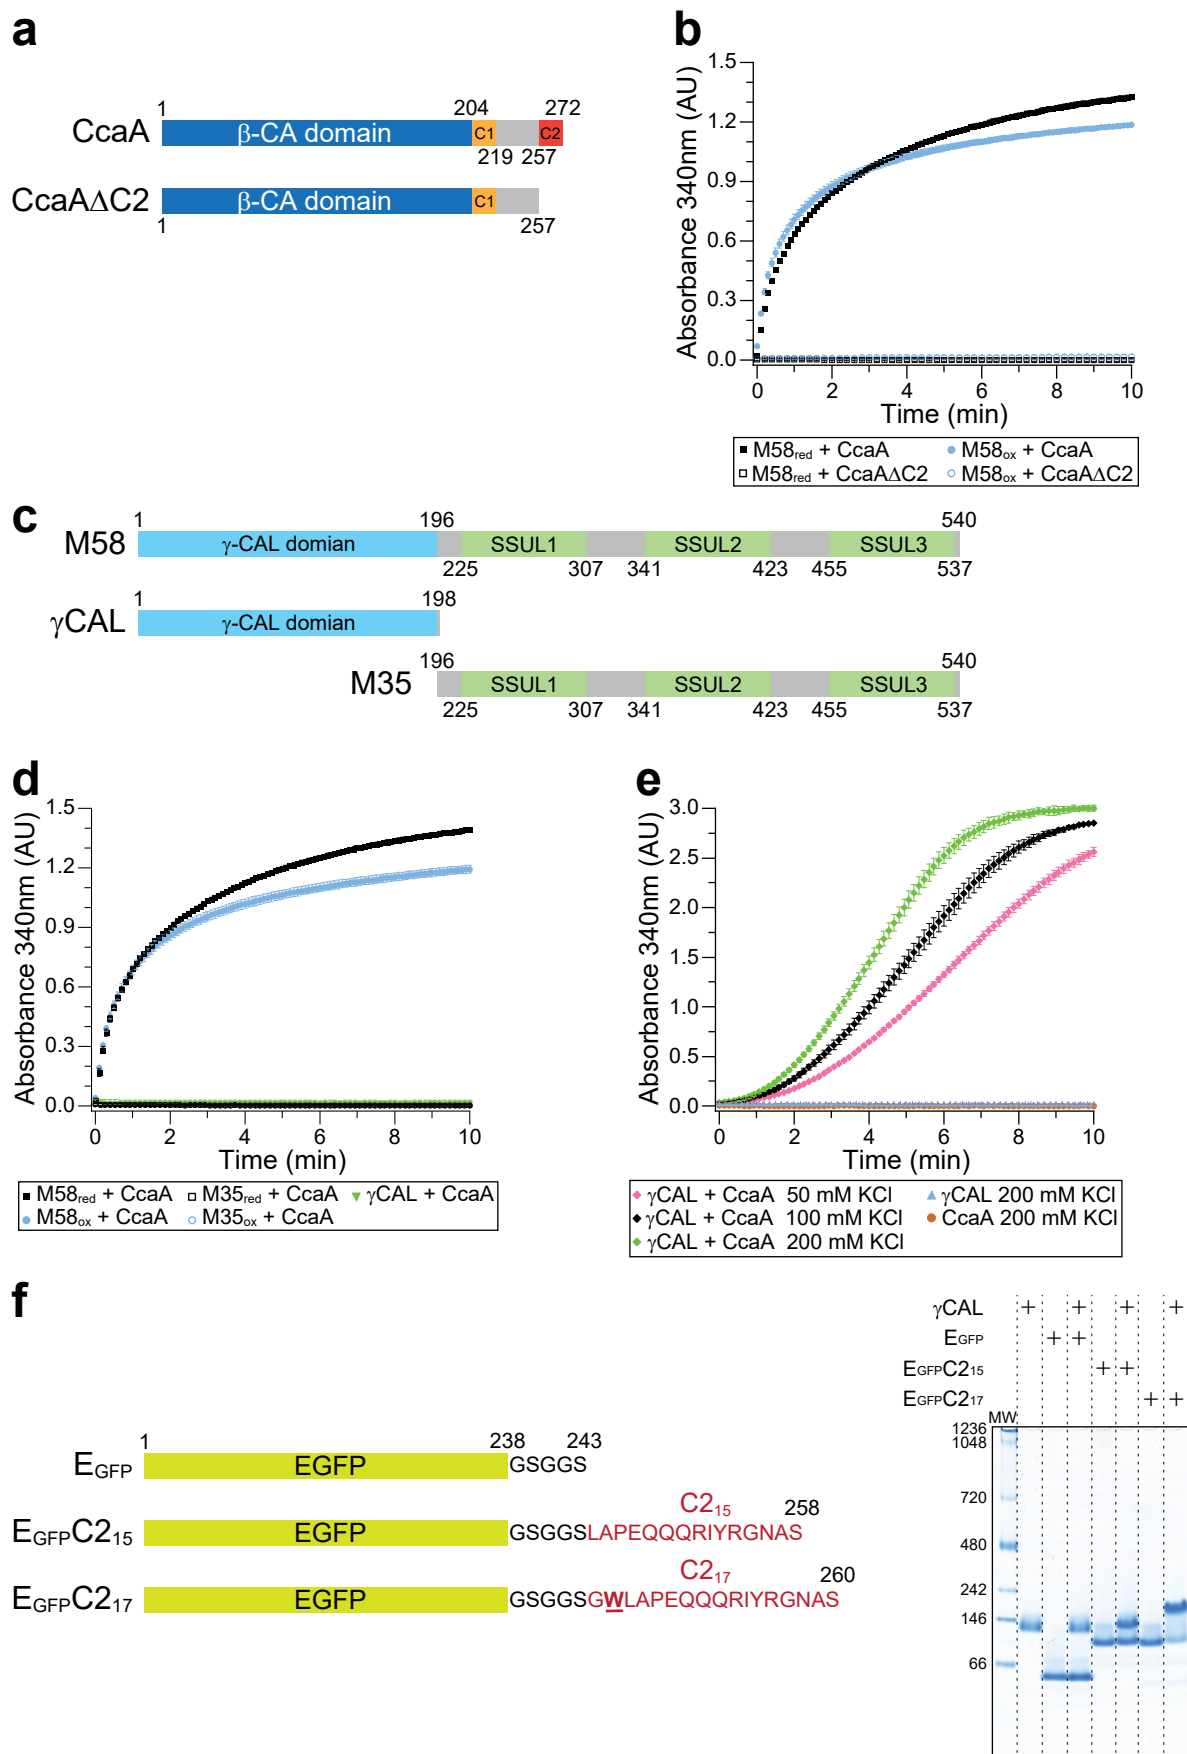 a
1 204 272
CcaA β-CA domain C1 C2
219 257
CcaAΔC2 β-CA domain C1
1 257
b
Absorbance 340nm (AU)
1.5
1.2
0.9
0.6
0.3
0.0
0 2 4 6 8 10
Time (min)
M58red + CcaA M58ox + CcaA
M58red + CcaAΔC2 M58ox + CcaAΔC2
c
1 196 540
M58 γ-CAL domian SSUL1 SSUL2 SSUL3
225 307 341 423 455 537
1 198
γCAL γ-CAL domian
196 540
M35 SSUL1 SSUL2 SSUL3
225 307 341 423 455 537
d
Absorbance 340nm (AU)
1.5
1.2
0.9
0.6
0.3
0.0
0 2 4 6 8 10
Time (min)
M58red + CcaA M35red + CcaA γCAL + CcaA
M58ox + CcaA M35ox + CcaA
e
Absorbance 340nm (AU)
3.0
2.5
2.0
1.5
1.0
0.5
0.0
0 2 4 6 8 10
Time (min)
γCAL + CcaA 50 mM KCl γCAL 200 mM KCl
γCAL + CcaA 100 mM KCl CcaA 200 mM KCl
γCAL + CcaA 200 mM KCl
f
1 238 243
EGFP EGFP GSGGS
C215 258
EGFPC215 GSGGSLAPEQQQRIYRGNAS
EGFP
C217 260
EGFPC217 EGFP GSGGSGWLAPEQQQRIYRGNAS
γCAL + + + +
EGFP + +
EGFPC215 + +
EGFPC217 + +
MW
1236
1048
720
480
242
146
66